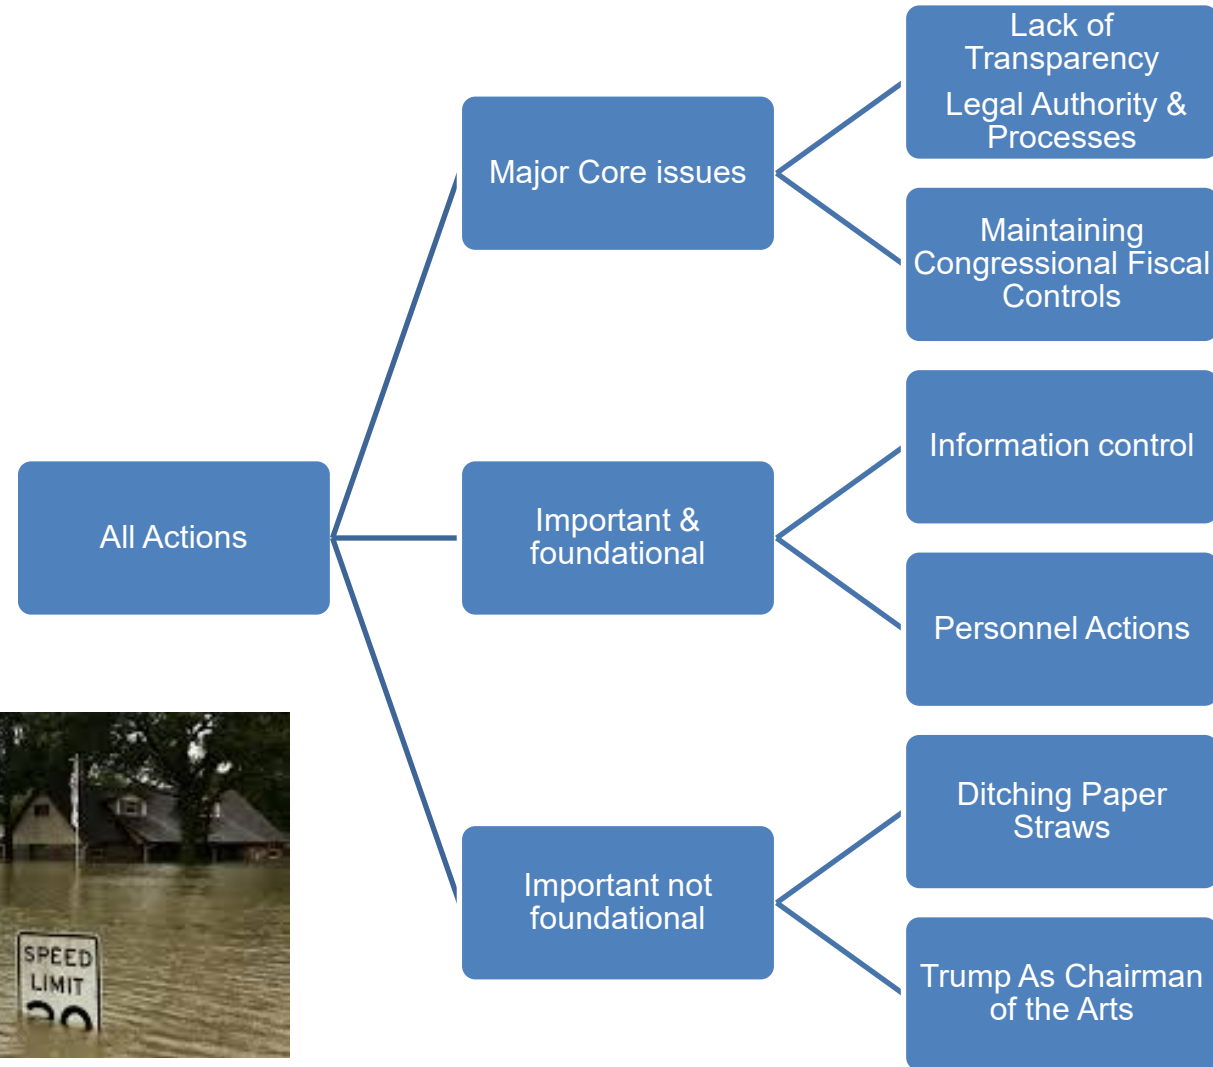 Lack of
Transparency
Legal Authority &
Processes
Major Core issues
Maintaining
Congressional Fiscal
Controls
Information control
All Actions
Important &
foundational
Personnel Actions
Ditching Paper
Straws
Important not
foundational
Trump As Chairman
of the Arts
SPEED
LIMIT